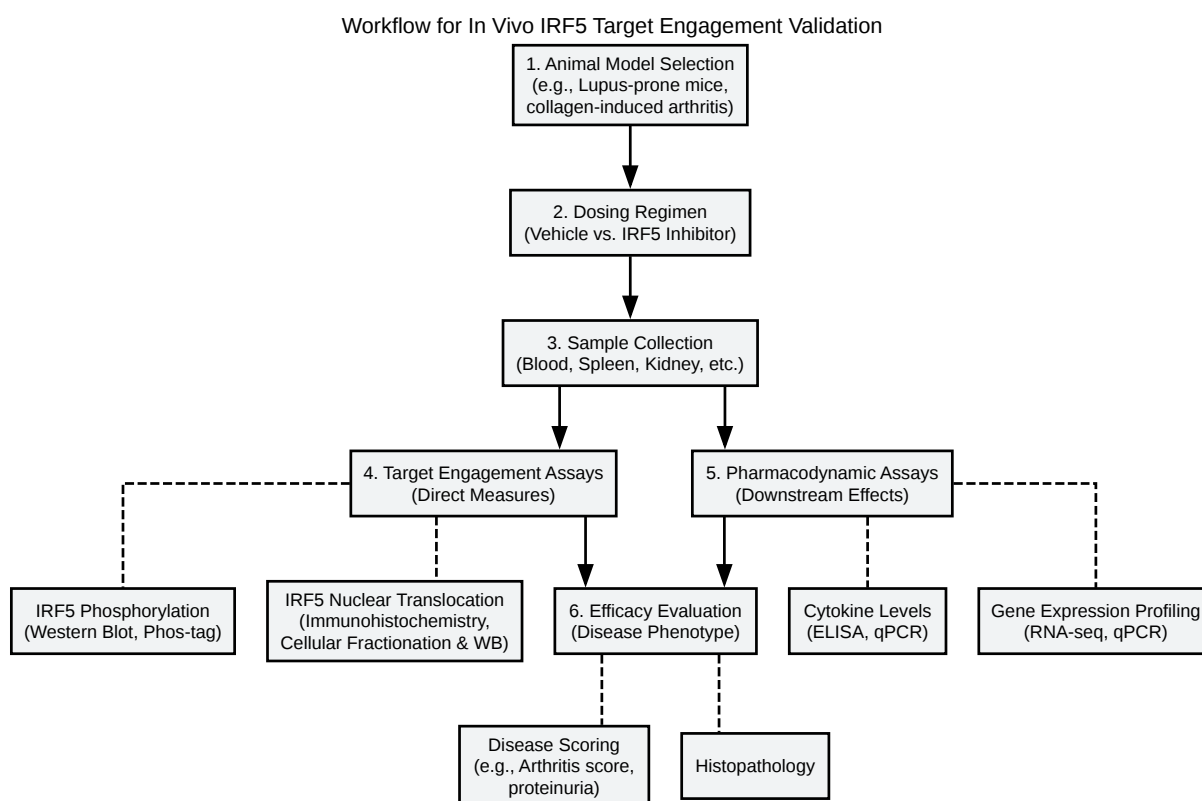 Workflow for In Vivo IRF5 Target Engagement Validation
1. Animal Model Selection
(e.g., Lupus-prone mice,
collagen-induced arthritis)
2. Dosing Regimen
(Vehicle vs. IRF5 Inhibitor)
3. Sample Collection
(Blood, Spleen, Kidney, etc.)
4. Target Engagement Assays
(Direct Measures)
5. Pharmacodynamic Assays
(Downstream Effects)
IRF5 Phosphorylation
(Western Blot, Phos-tag)
IRF5 Nuclear Translocation
(Immunohistochemistry,
Cellular Fractionation & WB)
6. Efficacy Evaluation
(Disease Phenotype)
Cytokine Levels
(ELISA, qPCR)
Gene Expression Profiling
(RNA-seq, qPCR)
Disease Scoring
(e.g., Arthritis score,
proteinuria)
Histopathology